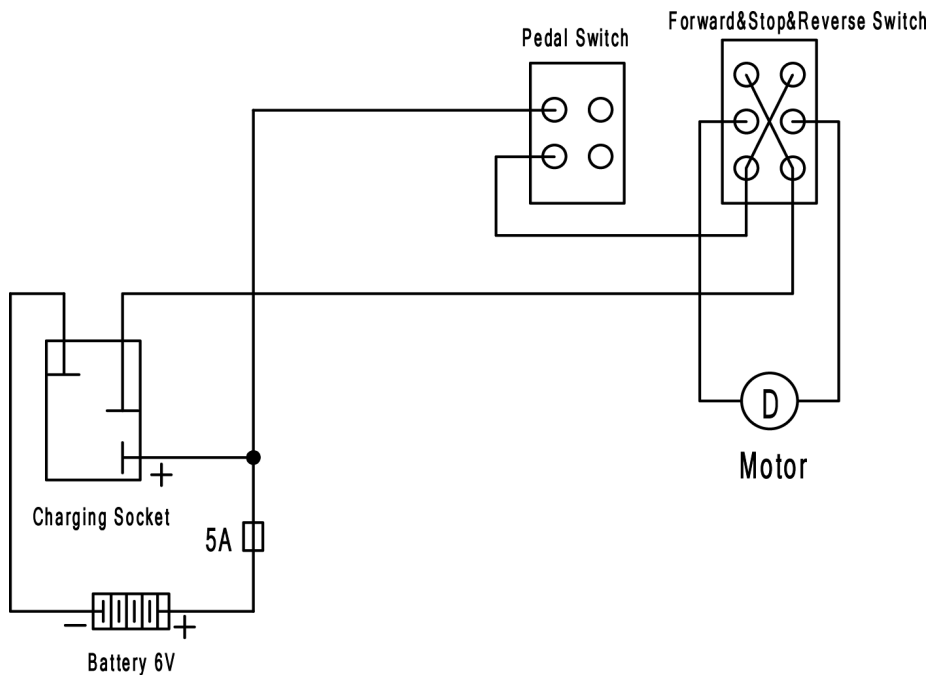 Forward&Stop&Reverse Switch
Pedal Switch
D
Motor
+
Charging Socket
5A
− +
Battery 6V